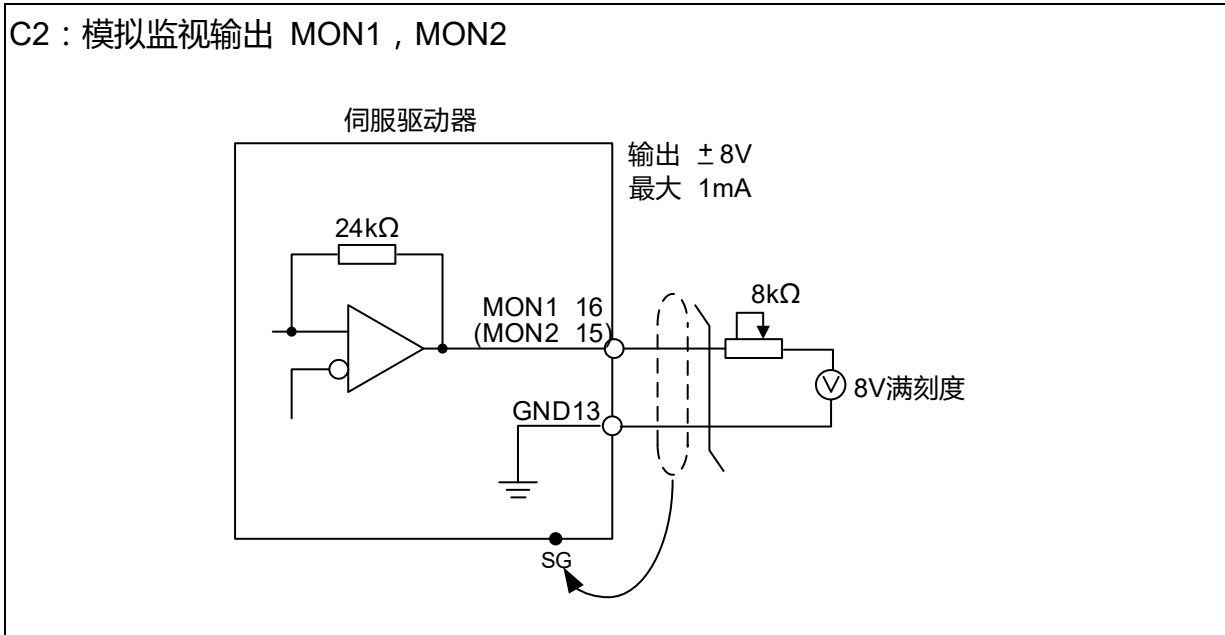 C2：模拟监视输出 MON1，MON2
伺服驱动器
输出 ±8V
最大 1mA
24kΩ
MON1 16
(MON2 15)
8kΩ
V
8V满刻度
GND13
SG